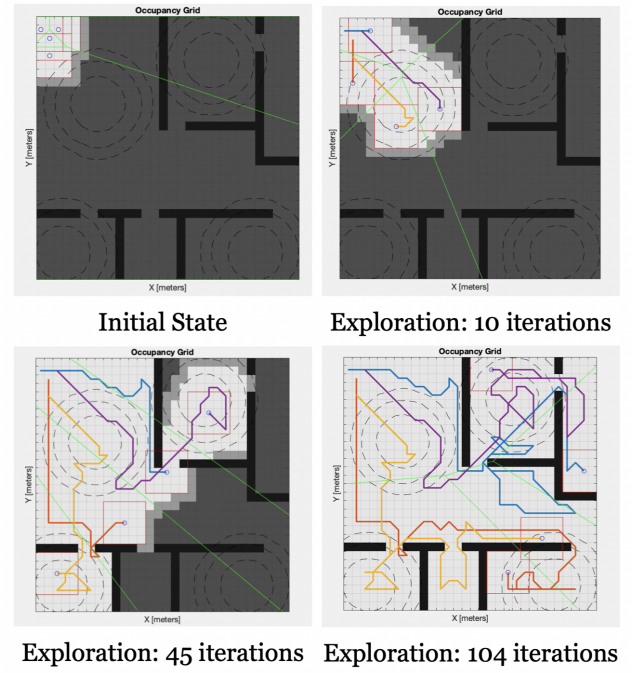 Occupancy Grid
Y [meters]
X [meters]
Initial State
Occupancy Grid
Y [meters]
X [meters]
Exploration: 10 iterations
Occupancy Grid
Y [meters]
X [meters]
Exploration: 45 iterations
Occupancy Grid
Y [meters]
X [meters]
Exploration: 104 iterations